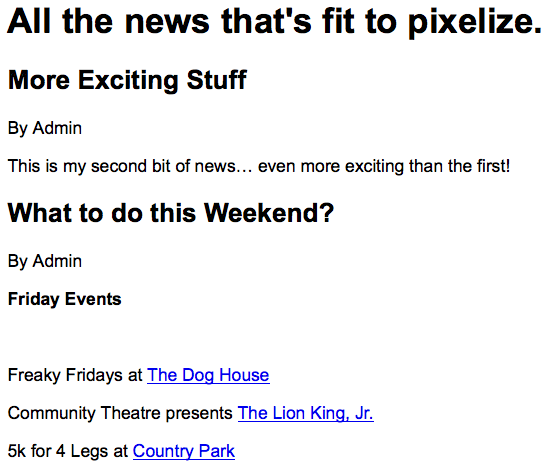 All the news that's fit to pixelize.
More Exciting Stuff
By Admin
This is my second bit of news… even more exciting than the first!
What to do this Weekend?
By Admin
Friday Events
Freaky Fridays at The Dog House
Community Theatre presents The Lion King, Jr.
5k for 4 Legs at Country Park